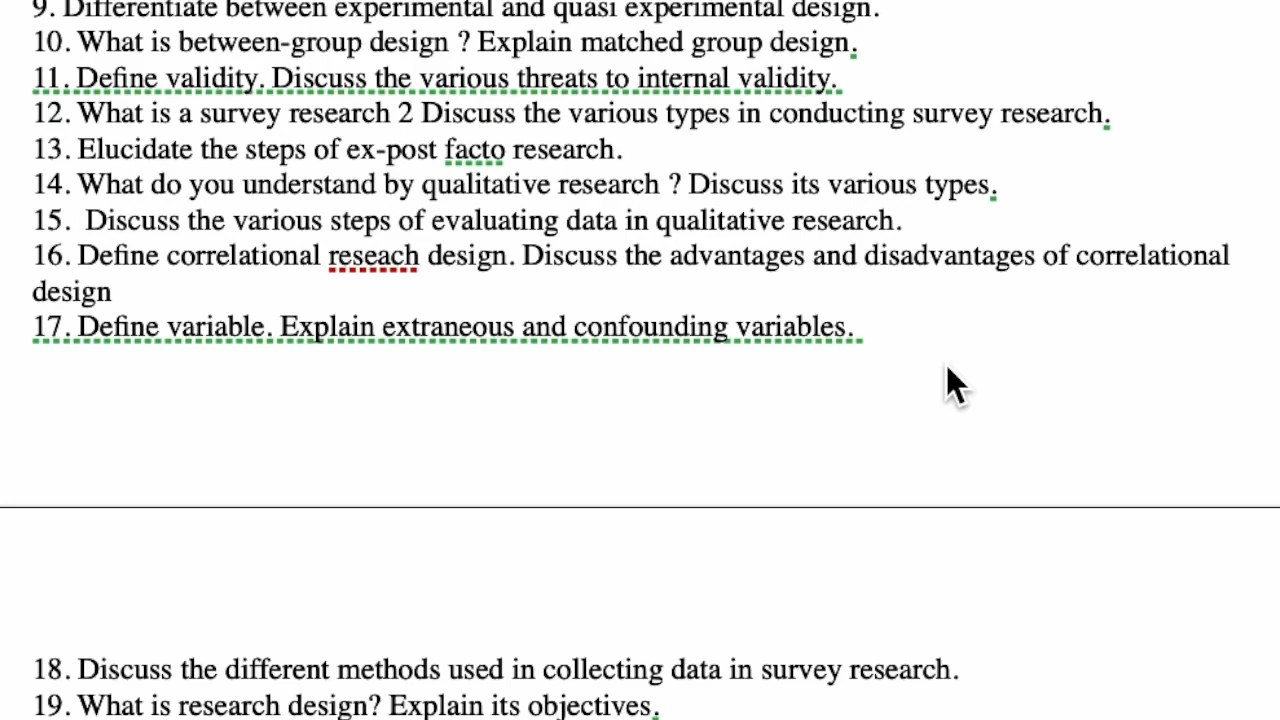 9. Differentiate between experimental and quasi experimental design.
10. What is between-group design ? Explain matched group design.
11. Define validity. Discuss the various threats to internal validity.
12. What is a survey research 2 Discuss the various types in conducting survey research.
13. Elucidate the steps of ex-post facto research.
14. What do you understand by qualitative research ? Discuss its various types.
15.  Discuss the various steps of evaluating data in qualitative research.
16. Define correlational reseach design. Discuss the advantages and disadvantages of correlational
design
17. Define variable. Explain extraneous and confounding variables.
18. Discuss the different methods used in collecting data in survey research.
19. What is research design? Explain its objectives.